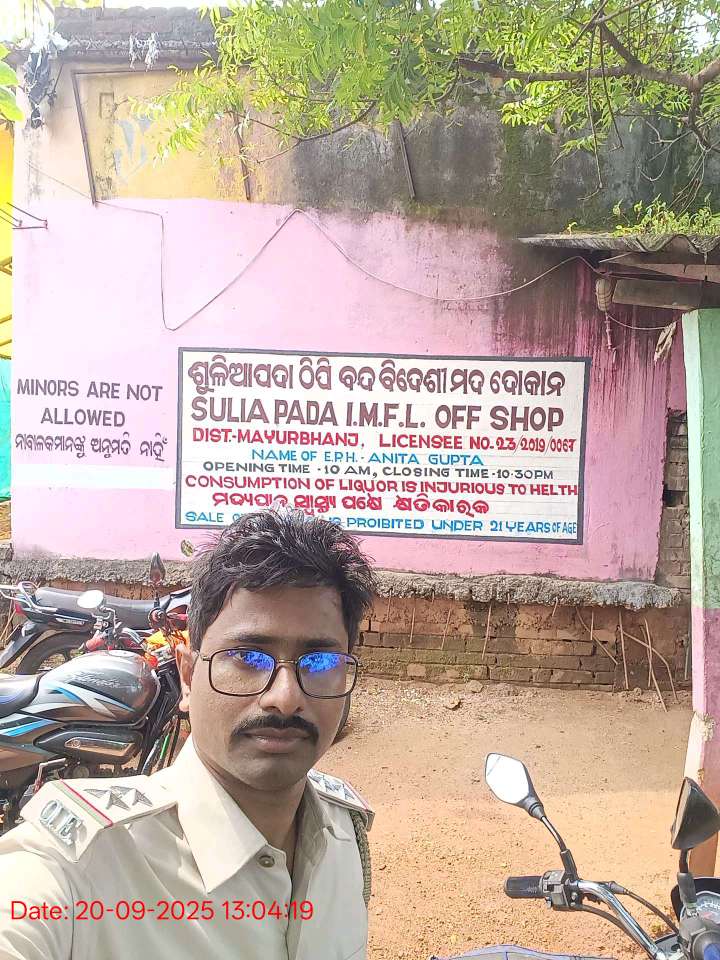 MINORS ARE NOT
ALLOWED
ନାବାଳକମାନଙ୍କୁ ଅନୁମତି ନାହିଁ
ଶୁଳିଆପଦା ଠିପି ବନ୍ଦ ବିଦେଶୀ ମଦ ଦୋକାନ
SULIA PADA I.M.F.L. OFF SHOP
DIST.-MAYURBHANJ, LICENSEE NO. 23/2019/0067
NAME OF E.P.H.- ANITA GUPTA
OPENING TIME - 10 AM, CLOSING TIME - 10·30 PM
CONSUMPTION OF LIQUOR IS INJURIOUS TO HELTH
ମଦ୍ୟପାନ ସ୍ୱାସ୍ଥ୍ୟ ପକ୍ଷେ କ୍ଷତିକାରକ
SALE PROIBITED UNDER 21 YEARS OF AGE
O.I.E
Date: 20-09-2025 13:04:19